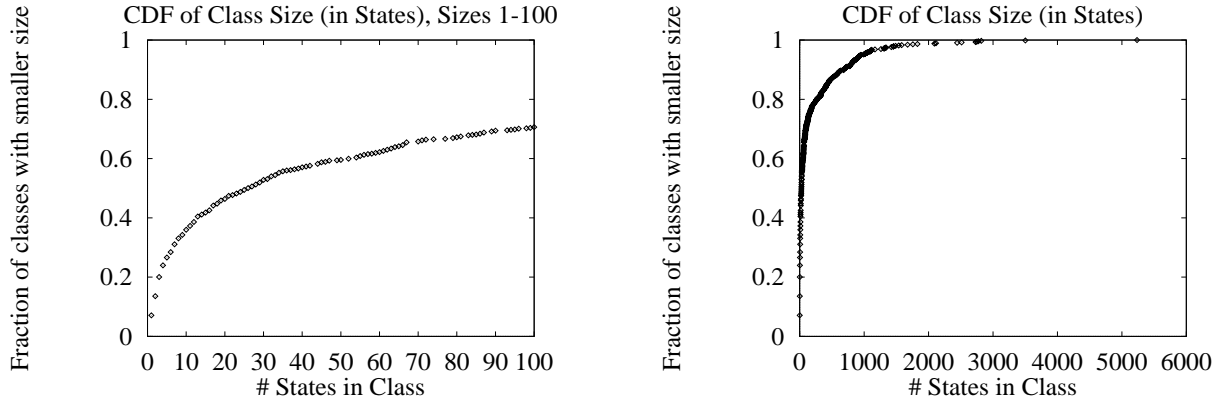 CDF of Class Size (in States), Sizes 1-100
Fraction of classes with smaller size
1
0.8
0.6
0.4
0.2
0
0 10 20 30 40 50 60 70 80 90 100
# States in Class
CDF of Class Size (in States)
Fraction of classes with smaller size
1
0.8
0.6
0.4
0.2
0
0 1000 2000 3000 4000 5000 6000
# States in Class